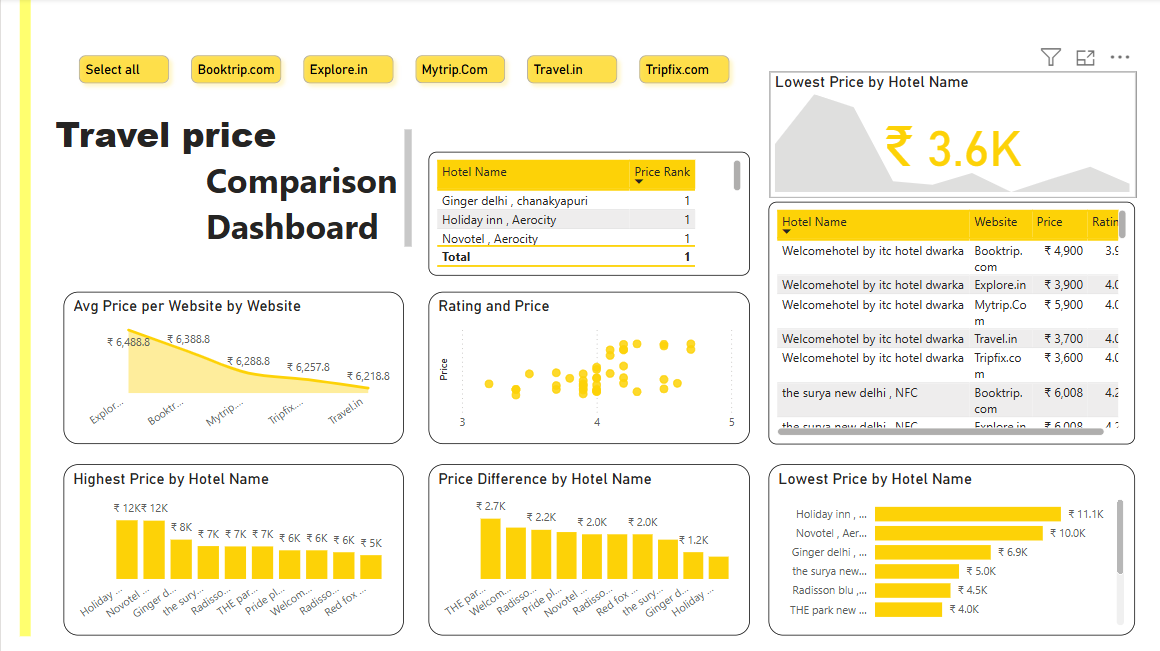 Select all
Booktrip.com
Explore.in
Mytrip.Com
Travel.in
Tripfix.com
Travel price
Comparison
Dashboard
Hotel Name Price Rank
Ginger delhi , chanakyapuri 1
Holiday inn , Aerocity 1
Novotel , Aerocity 1
Total 1
Lowest Price by Hotel Name
₹ 3.6K
Hotel Name Website Price Ratin
Welcomehotel by itc hotel dwarka Booktrip. ₹ 4,900 3.9
com
Welcomehotel by itc hotel dwarka Explore.in ₹ 3,900 4.0
Welcomehotel by itc hotel dwarka Mytrip.Co ₹ 5,900 4.0
m
Welcomehotel by itc hotel dwarka Travel.in ₹ 3,700 4.0
Welcomehotel by itc hotel dwarka Tripfix.co ₹ 3,600 4.0
m
the surya new delhi , NFC Booktrip. ₹ 6,008 4.2
com
the surya new delhi , NFC Explore.in ₹ 6,008 4.2
Avg Price per Website by Website
₹ 6,488.8
₹ 6,388.8
₹ 6,288.8
₹ 6,257.8
₹ 6,218.8
Explor...
Booktr...
Mytrip....
Tripfix....
Travel.in
Rating and Price
Price
3 4 5
Highest Price by Hotel Name
₹ 12K ₹ 12K ₹ 8K ₹ 7K ₹ 7K ₹ 7K ₹ 6K ₹ 6K ₹ 6K ₹ 5K
Holiday ...
Novotel ...
Ginger d...
the sury...
Radisso...
THE par...
Pride pl...
Welcom...
Radisso...
Red fox ...
Price Difference by Hotel Name
₹ 2.7K ₹ 2.2K ₹ 2.0K ₹ 2.0K ₹ 1.2K
THE par...
Welcom...
Radisso...
Pride pl...
Novotel ...
Radisso...
Red fox ...
the sury...
Ginger d...
Holiday ...
Lowest Price by Hotel Name
Holiday inn , ... ₹ 11.1K
Novotel , Aer... ₹ 10.0K
Ginger delhi , ... ₹ 6.9K
the surya new... ₹ 5.0K
Radisson blu ,... ₹ 4.5K
THE park new ... ₹ 4.0K